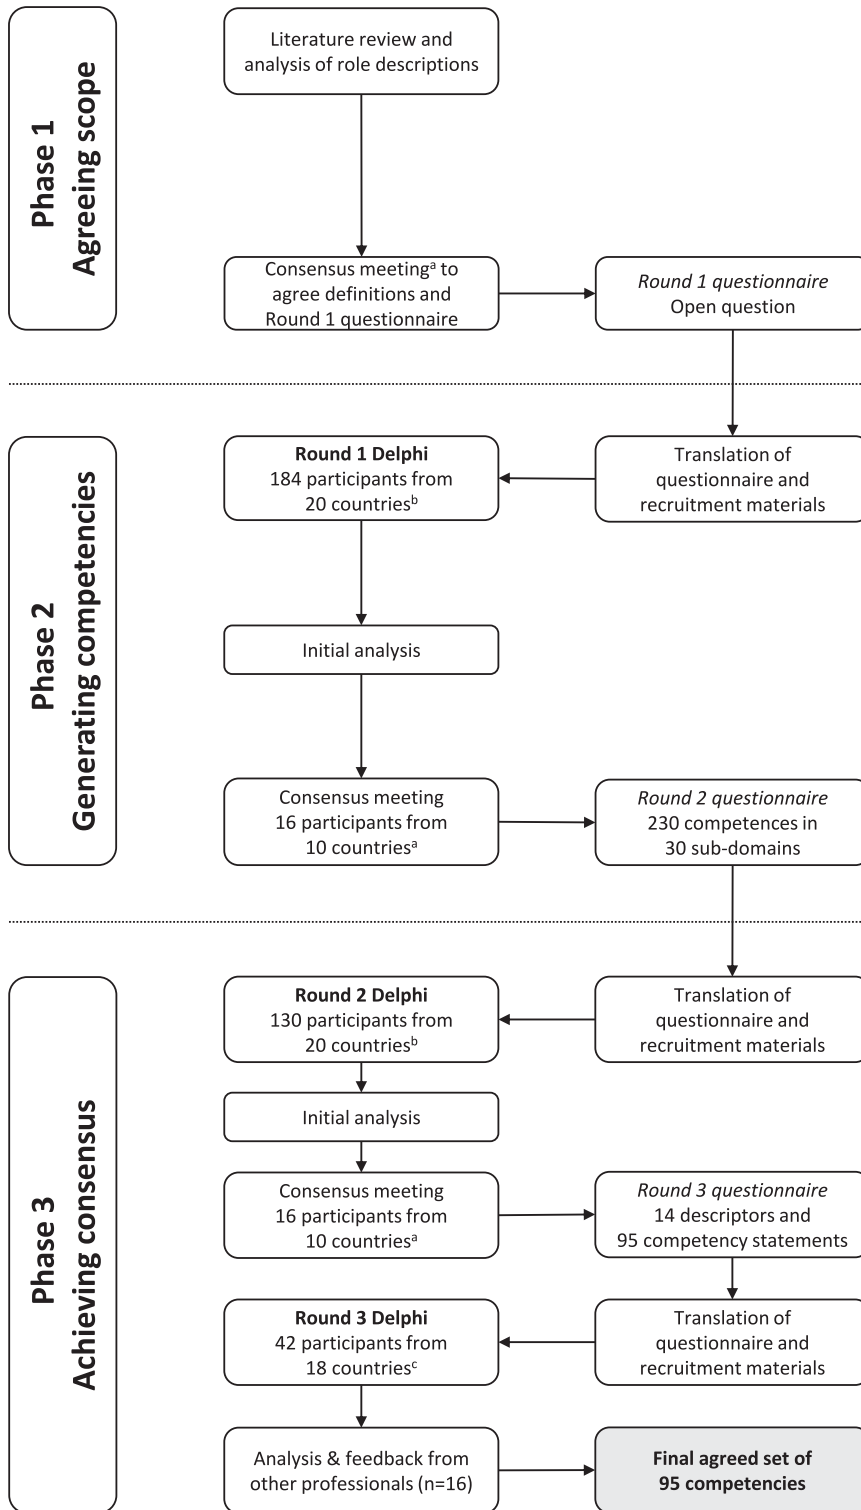 Phase 1
Agreeing scope
Literature review and
analysis of role descriptions
Consensus meetingᵃ to
agree definitions and
Round 1 questionnaire
Round 1 questionnaire
Open question
Phase 2
Generating competencies
Round 1 Delphi
184 participants from
20 countriesᵇ
Translation of
questionnaire and
recruitment materials
Initial analysis
Consensus meeting
16 participants from
10 countriesᵃ
Round 2 questionnaire
230 competences in
30 sub-domains
Phase 3
Achieving consensus
Round 2 Delphi
130 participants from
20 countriesᵇ
Translation of
questionnaire and
recruitment materials
Initial analysis
Consensus meeting
16 participants from
10 countriesᵃ
Round 3 questionnaire
14 descriptors and
95 competency statements
Round 3 Delphi
42 participants from
18 countriesᶜ
Translation of
questionnaire and
recruitment materials
Analysis & feedback from
other professionals (n=16)
Final agreed set of
95 competencies